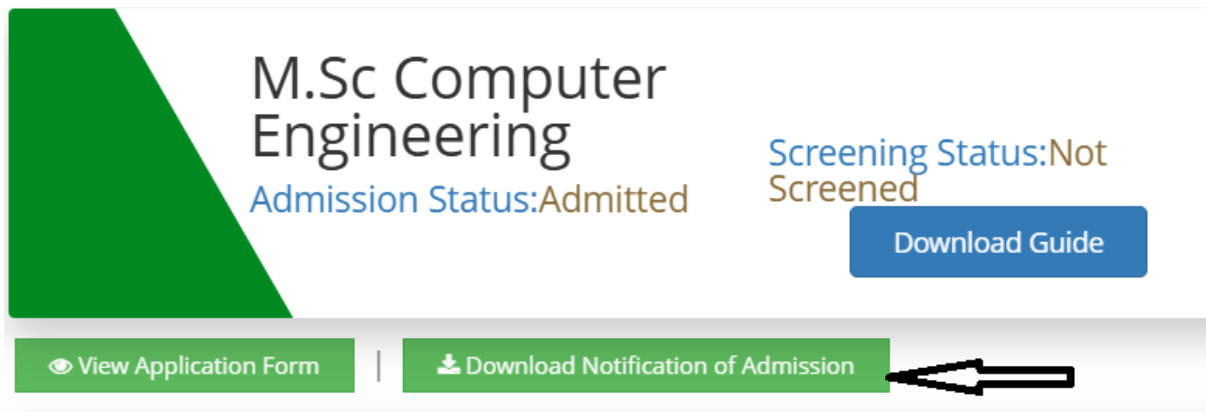 M.Sc Computer
Engineering
Admission Status:Admitted
Screening Status:Not
Screened
Download Guide
View Application Form
|
Download Notification of Admission